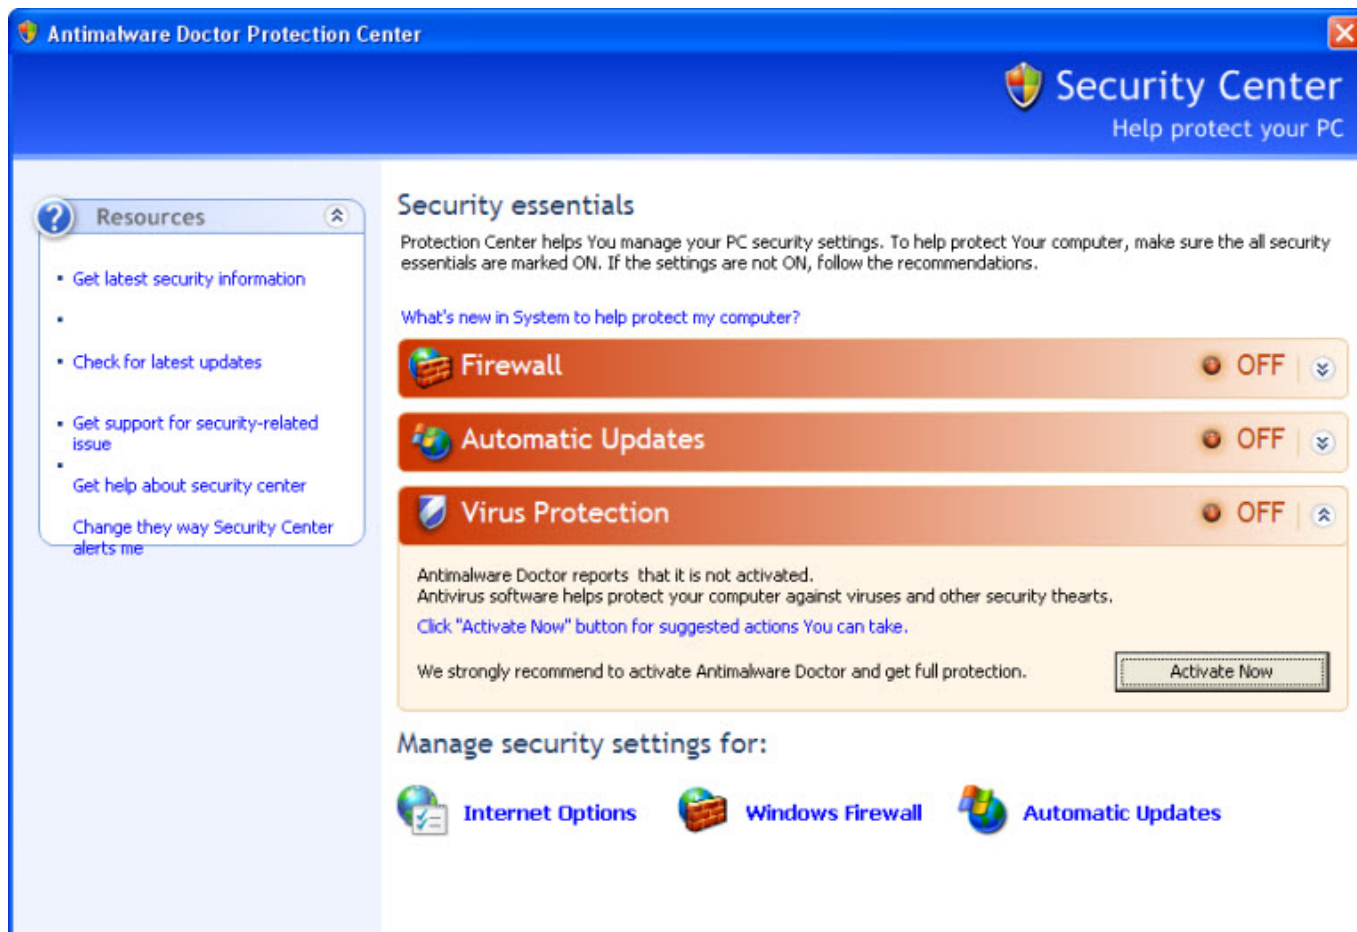 Antimalware Doctor Protection Center
Security Center
Help protect your PC
Resources
Get latest security information
Check for latest updates
Get support for security-related
issue
Get help about security center
Change they way Security Center
alerts me
Security essentials
Protection Center helps You manage your PC security settings. To help protect Your computer, make sure the all security
essentials are marked ON. If the settings are not ON, follow the recommendations.
What's new in System to help protect my computer?
Firewall OFF
Automatic Updates OFF
Virus Protection OFF
Antimalware Doctor reports that it is not activated.
Antivirus software helps protect your computer against viruses and other security thearts.
Click "Activate Now" button for suggested actions You can take.
We strongly recommend to activate Antimalware Doctor and get full protection. Activate Now
Manage security settings for:
Internet Options Windows Firewall Automatic Updates